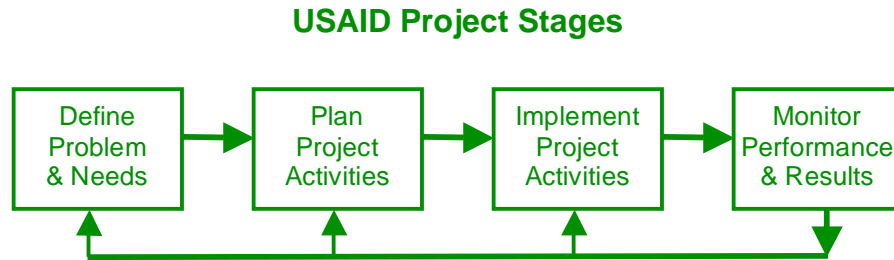 USAID Project Stages
Define
Problem
& Needs
Plan
Project
Activities
Implement
Project
Activities
Monitor
Performance
& Results